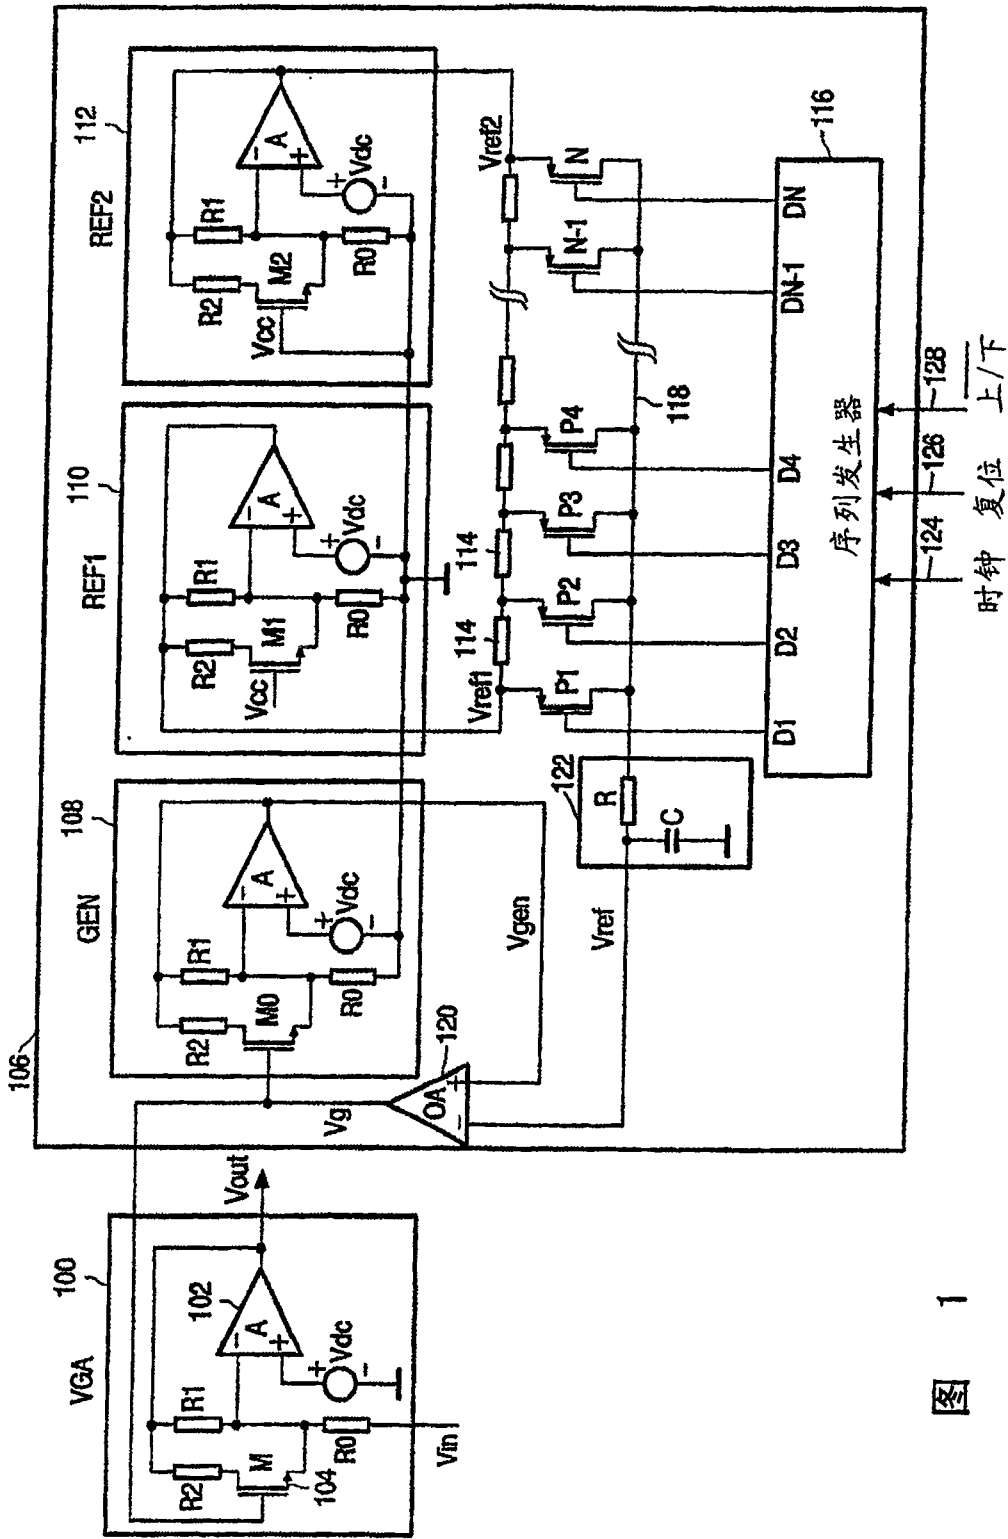 106
112
REF2
R2
R1
A
Vdc
Vcc
M2
R0
110
REF1
R2
R1
A
Vdc
Vcc
M1
R0
108
GEN
R2
R1
A
Vdc
M0
R0
100
VGA
102
R2
R1
A
Vdc
M
104
R0
Vin
Vout
Vg
OA
120
Vgen
Vref
122
R
C
Vref1
114
114
Vref2
P1
P2
P3
P4
N-1
N
118
D1
D2
D3
D4
DN-1
DN
116
序列发生器
124
126
128
时钟 复位 上/下
图 1